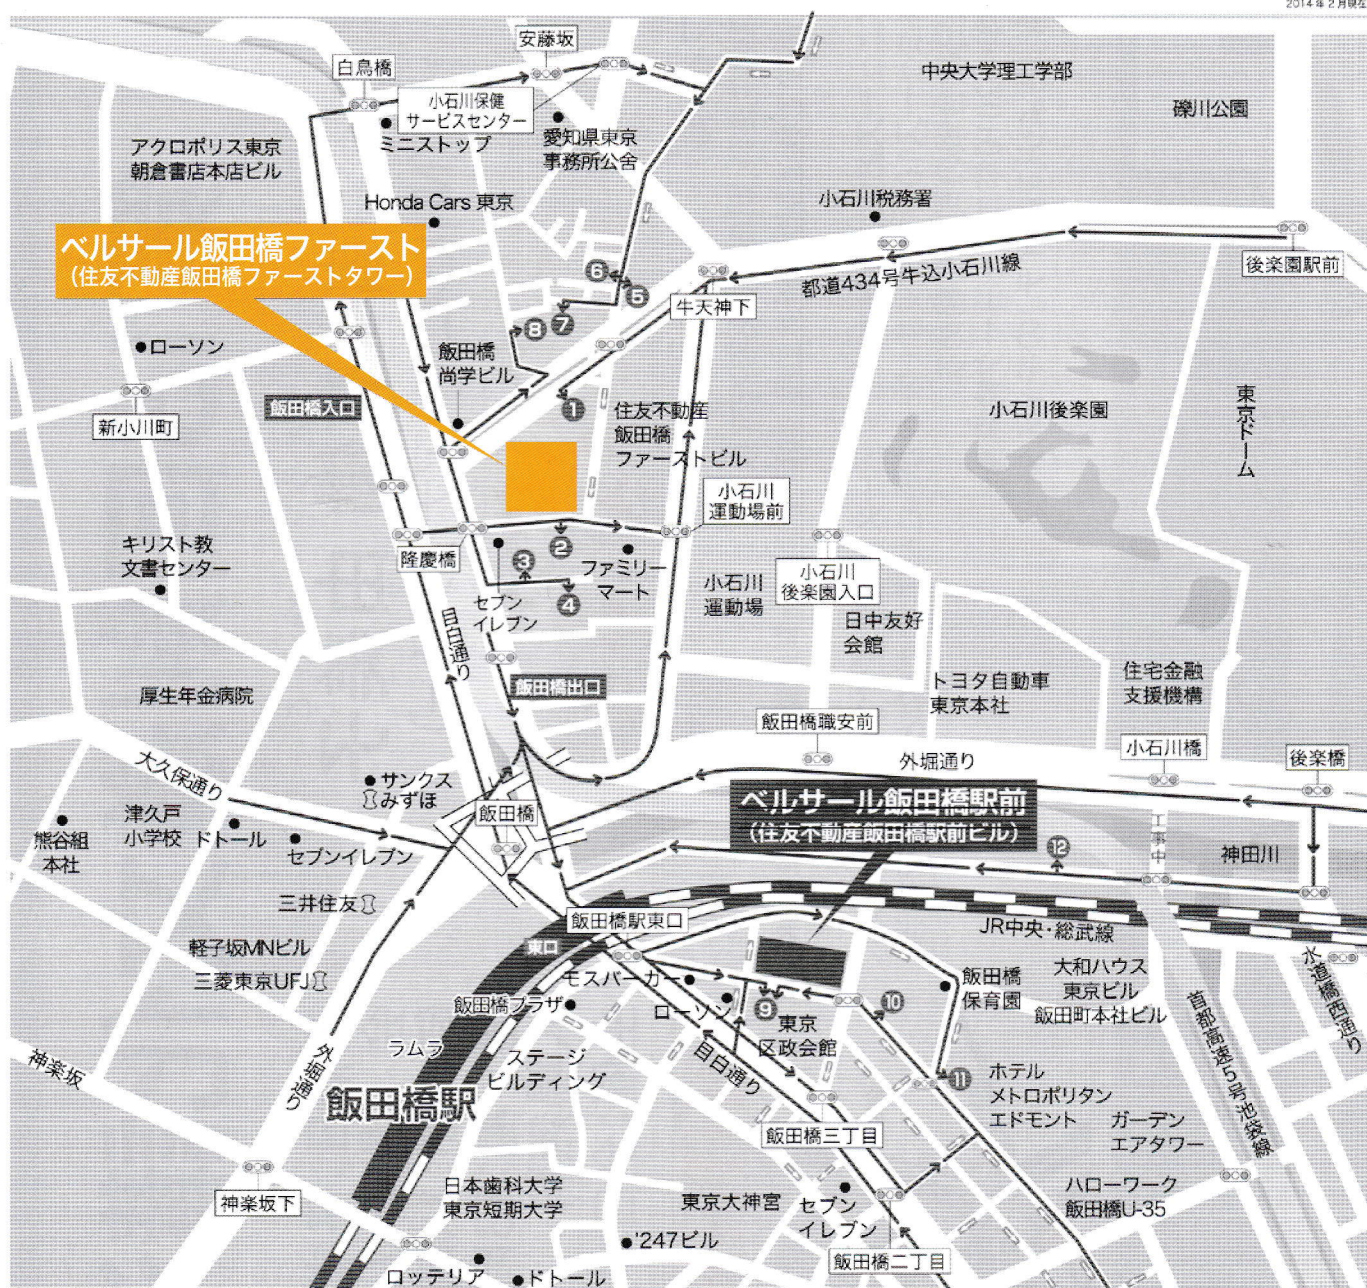 2014年2月現在
安藤坂
白鳥橋
小石川保健
サービスセンター
ミニストップ
愛知県東京
事務所公舎
中央大学理工学部
礫川公園
アクロポリス東京
朝倉書店本店ビル
Honda Cars 東京
小石川税務署
後楽園駅前
都道434号牛込小石川線
ベルサール飯田橋ファースト
(住友不動産飯田橋ファーストタワー)
牛天神下
6
5
7
8
ローソン
飯田橋
尚学ビル
飯田橋入口
新小川町
1
住友不動産
飯田橋
ファーストビル
小石川後楽園
東京ドーム
小石川
運動場前
キリスト教
文書センター
隆慶橋
3
2
4
ファミリー
マート
セブン
イレブン
小石川
運動場
小石川
後楽園入口
日中友好
会館
目白通り
飯田橋出口
厚生年金病院
トヨタ自動車
東京本社
住宅金融
支援機構
飯田橋職安前
小石川橋
後楽橋
外堀通り
大久保通り
サンクス
みずほ
飯田橋
ベルサール飯田橋駅前
(住友不動産飯田橋駅前ビル)
熊谷組
本社
津久戸
小学校
ドトール
セブンイレブン
12
工事中
神田川
三井住友
飯田橋駅東口
JR中央・総武線
軽子坂MNビル
三菱東京UFJ
東口
モスバーガー
飯田橋プラザ
ローソン
9
10
東京
区政会館
飯田橋
保育園
大和ハウス
東京ビル
飯田町本社ビル
水道橋西通り
首都高速5号池袋線
神楽坂
外堀通り
ラムラ
ステージ
ビルディング
目白通り
11
ホテル
メトロポリタン
エドモント
ガーデン
エアタワー
飯田橋駅
飯田橋三丁目
神楽坂下
日本歯科大学
東京短期大学
東京大神宮
セブン
イレブン
ハローワーク
飯田橋U-35
'247ビル
飯田橋二丁目
ロッテリア
ドトール